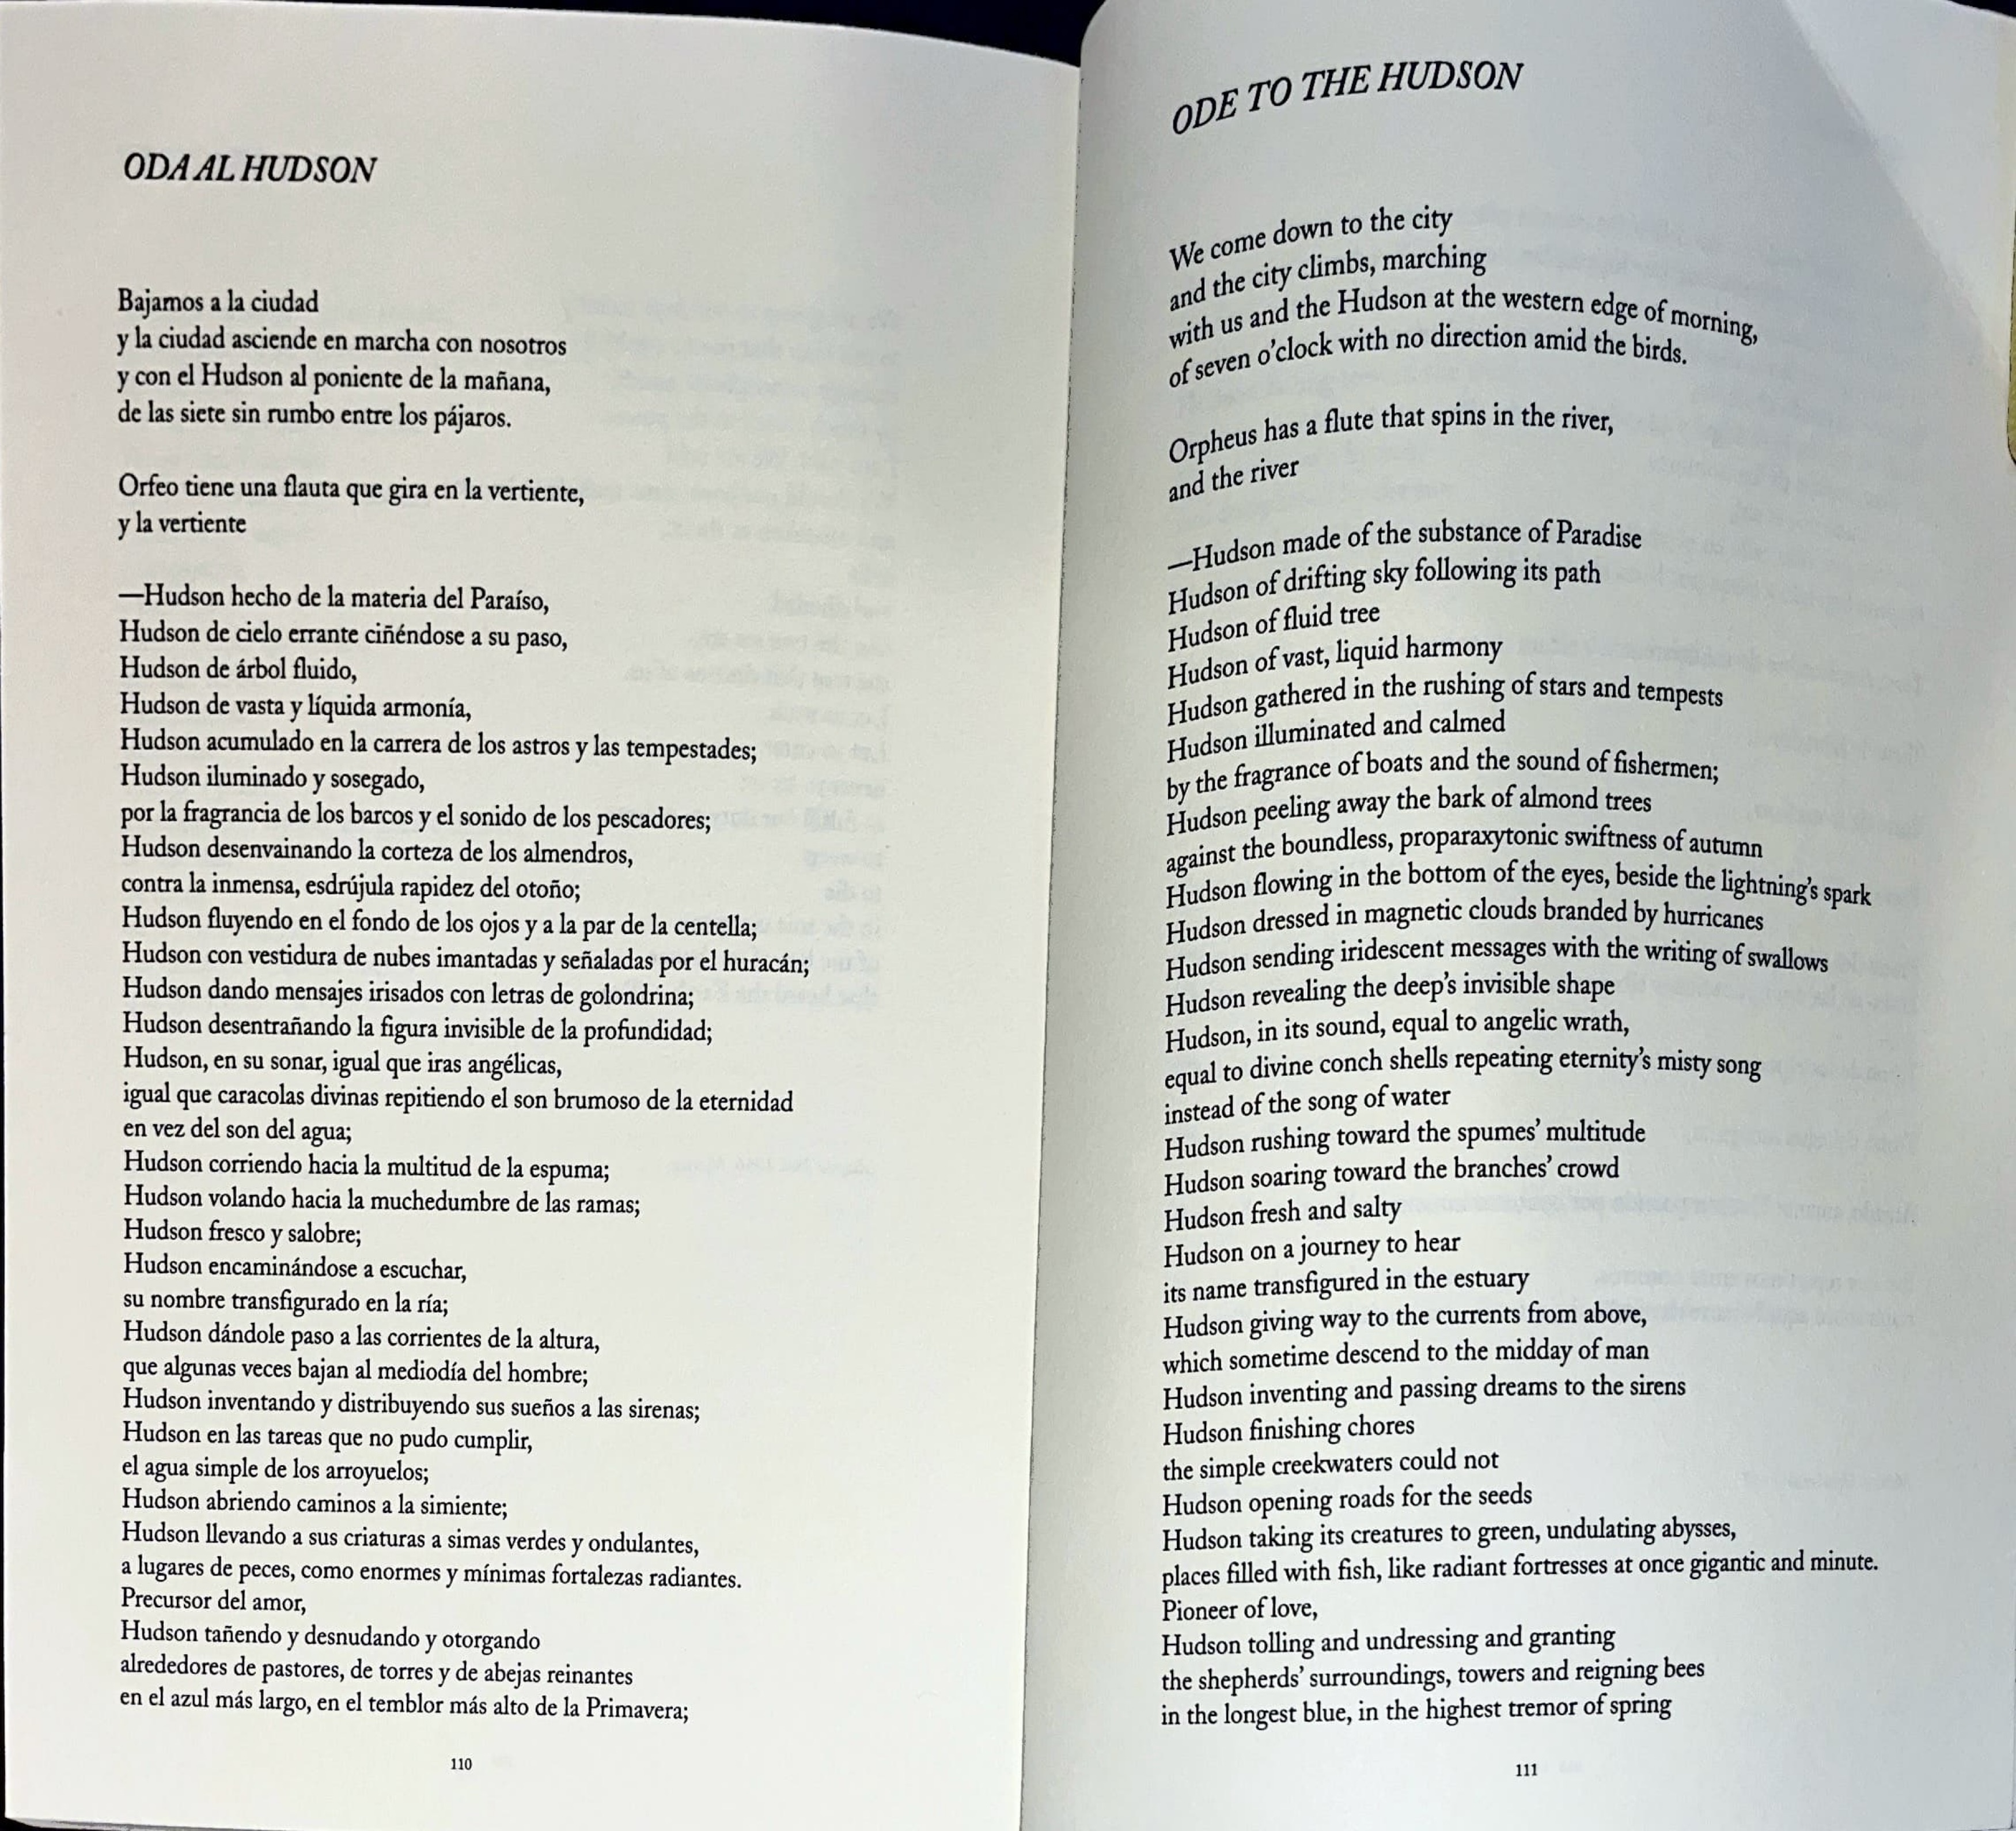 ODA AL HUDSON
Bajamos a la ciudad
y la ciudad asciende en marcha con nosotros
y con el Hudson al poniente de la mañana,
de las siete sin rumbo entre los pájaros.
Orfeo tiene una flauta que gira en la vertiente,
y la vertiente
—Hudson hecho de la materia del Paraíso,
Hudson de cielo errante ciñéndose a su paso,
Hudson de árbol fluido,
Hudson de vasta y líquida armonía,
Hudson acumulado en la carrera de los astros y las tempestades;
Hudson iluminado y sosegado,
por la fragrancia de los barcos y el sonido de los pescadores;
Hudson desenvainando la corteza de los almendros,
contra la inmensa, esdrújula rapidez del otoño;
Hudson fluyendo en el fondo de los ojos y a la par de la centella;
Hudson con vestidura de nubes imantadas y señaladas por el huracán;
Hudson dando mensajes irisados con letras de golondrina;
Hudson desentrañando la figura invisible de la profundidad;
Hudson, en su sonar, igual que iras angélicas,
igual que caracolas divinas repitiendo el son brumoso de la eternidad
en vez del son del agua;
Hudson corriendo hacia la multitud de la espuma;
Hudson volando hacia la muchedumbre de las ramas;
Hudson fresco y salobre;
Hudson encaminándose a escuchar,
su nombre transfigurado en la ría;
Hudson dándole paso a las corrientes de la altura,
que algunas veces bajan al mediodía del hombre;
Hudson inventando y distribuyendo sus sueños a las sirenas;
Hudson en las tareas que no pudo cumplir,
el agua simple de los arroyuelos;
Hudson abriendo caminos a la simiente;
Hudson llevando a sus criaturas a simas verdes y ondulantes,
a lugares de peces, como enormes y mínimas fortalezas radiantes.
Precursor del amor,
Hudson tañendo y desnudando y otorgando
alrededores de pastores, de torres y de abejas reinantes
en el azul más largo, en el temblor más alto de la Primavera;
110
ODE TO THE HUDSON
We come down to the city
and the city climbs, marching
with us and the Hudson at the western edge of morning,
of seven o'clock with no direction amid the birds.
Orpheus has a flute that spins in the river,
and the river
—Hudson made of the substance of Paradise
Hudson of drifting sky following its path
Hudson of fluid tree
Hudson of vast, liquid harmony
Hudson gathered in the rushing of stars and tempests
Hudson illuminated and calmed
by the fragrance of boats and the sound of fishermen;
Hudson peeling away the bark of almond trees
against the boundless, proparaxytonic swiftness of autumn
Hudson flowing in the bottom of the eyes, beside the lightning's spark
Hudson dressed in magnetic clouds branded by hurricanes
Hudson sending iridescent messages with the writing of swallows
Hudson revealing the deep's invisible shape
Hudson, in its sound, equal to angelic wrath,
equal to divine conch shells repeating eternity's misty song
instead of the song of water
Hudson rushing toward the spumes' multitude
Hudson soaring toward the branches' crowd
Hudson fresh and salty
Hudson on a journey to hear
its name transfigured in the estuary
Hudson giving way to the currents from above,
which sometime descend to the midday of man
Hudson inventing and passing dreams to the sirens
Hudson finishing chores
the simple creekwaters could not
Hudson opening roads for the seeds
Hudson taking its creatures to green, undulating abysses,
places filled with fish, like radiant fortresses at once gigantic and minute.
Pioneer of love,
Hudson tolling and undressing and granting
the shepherds' surroundings, towers and reigning bees
in the longest blue, in the highest tremor of spring
111